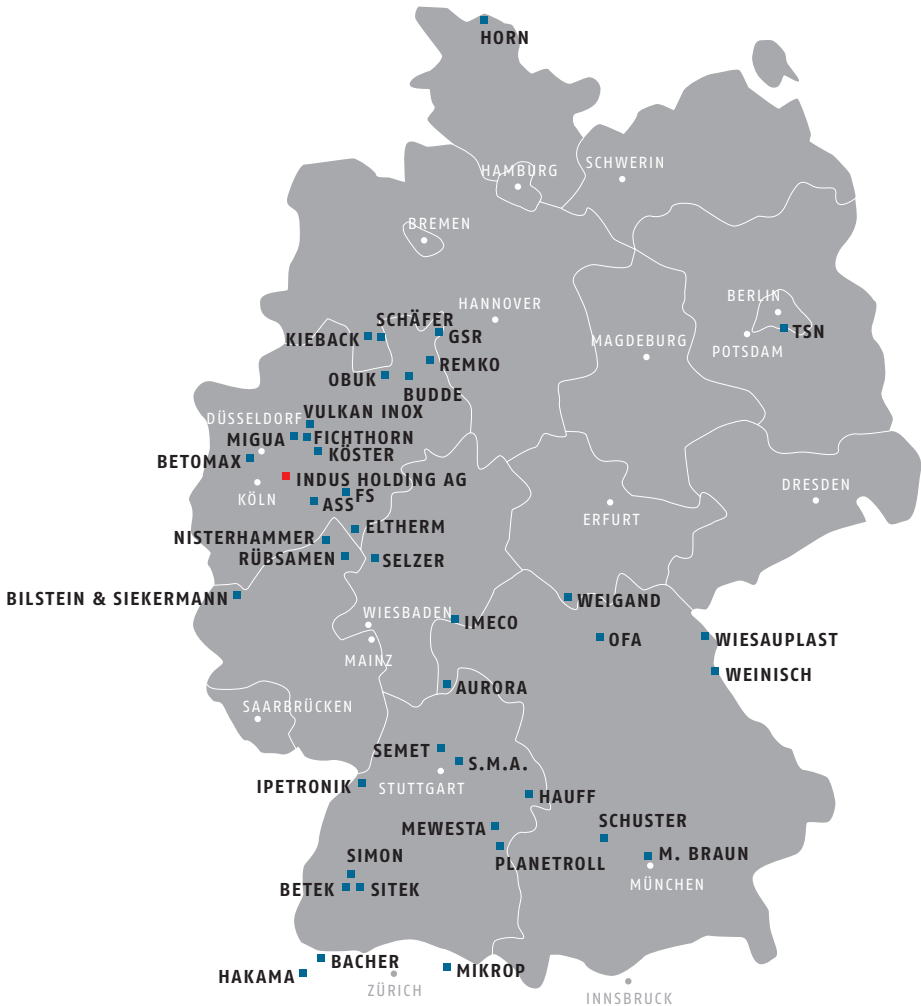 HORN
HAMBURG
SCHWERIN
BREMEN
HANNOVER
BERLIN
SCHÄFER
KIEBACK
GSR
TSN
MAGDEBURG
POTSDAM
REMKO
OBUK
BUDDE
VULKAN INOX
DÜSSELDORF
MIGUA
FICHTHORN
KÖSTER
BETOMAX
INDUS HOLDING AG
KÖLN
FS
ASS
DRESDEN
ERFURT
ELTHERM
NISTERHAMMER
RÜBSAMEN
SELZER
BILSTEIN & SIEKERMANN
WEIGAND
WIESBADEN
IMECO
OFA
WIESAUPLAST
MAINZ
WEINISCH
AURORA
SAARBRÜCKEN
SEMET
S.M.A.
IPETRONIK
STUTTGART
HAUFF
SCHUSTER
MEWESTA
PLANETROLL
M. BRAUN
SIMON
MÜNCHEN
BETEK
SITEK
BACHER
HAKAMA
MIKROP
ZÜRICH
INNSBRUCK